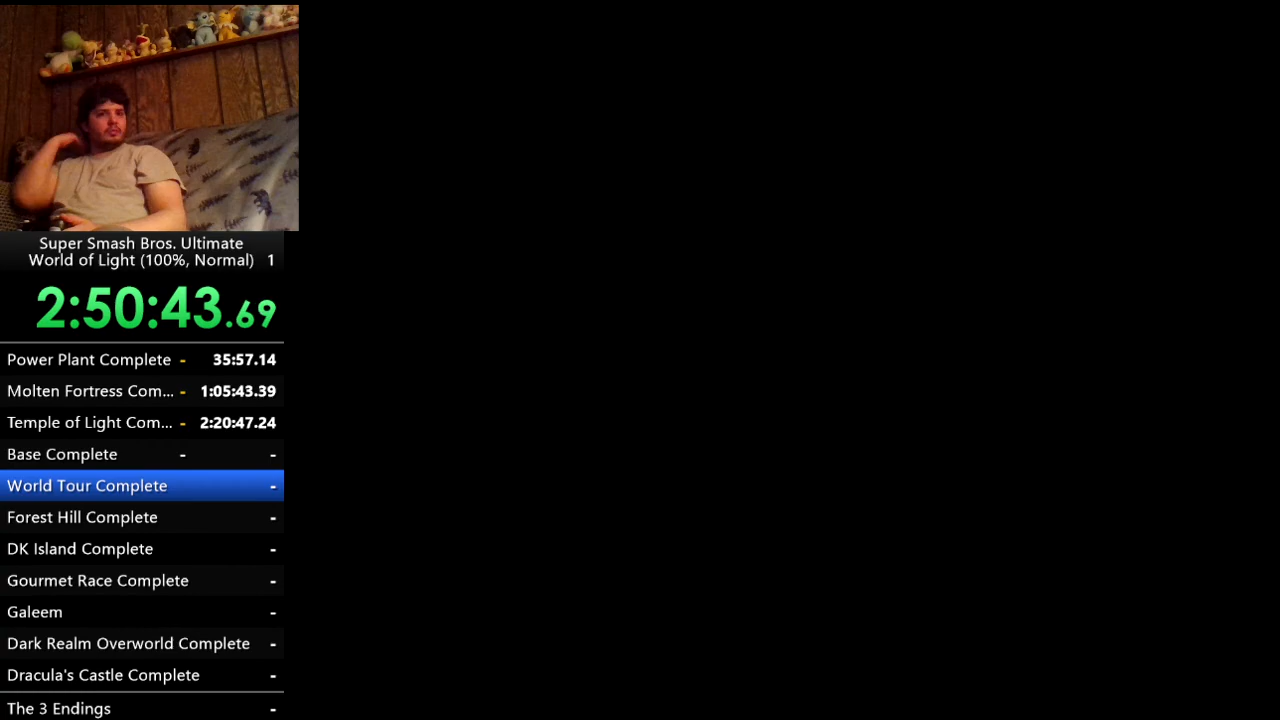 Super Smash Bros. Ultimate
World of Light (100%, Normal) 1
2:50:43.69
Power Plant Complete - 35:57.14
Molten Fortress Com... - 1:05:43.39
Temple of Light Com... - 2:20:47.24
Base Complete - -
World Tour Complete -
Forest Hill Complete -
DK Island Complete -
Gourmet Race Complete -
Galeem -
Dark Realm Overworld Complete -
Dracula's Castle Complete -
The 3 Endings -